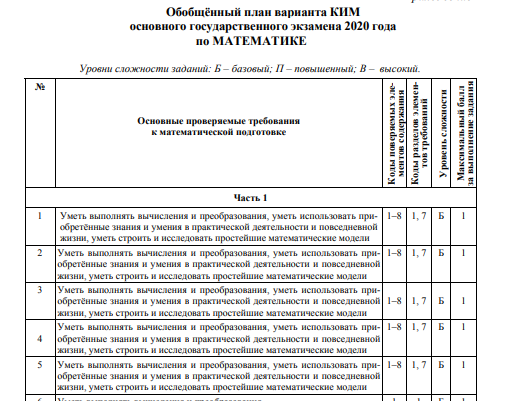 Обобщённый план варианта КИМ
основного государственного экзамена 2020 года
по МАТЕМАТИКЕ
Уровни сложности заданий: Б – базовый; П – повышенный; В – высокий.
№
Основные проверяемые требования
к математической подготовке
Коды поверяемых эле-
ментов содержания
Коды разделов элемен-
тов требований
Уровень сложности
Максимальный балл
за выполнение задания
Часть 1
1 Уметь выполнять вычисления и преобразования, уметь использовать при- 1–8 1, 7 Б 1
обретённые знания и умения в практической деятельности и повседневной
жизни, уметь строить и исследовать простейшие математические модели
2 Уметь выполнять вычисления и преобразования, уметь использовать при- 1–8 1, 7 Б 1
обретённые знания и умения в практической деятельности и повседневной
жизни, уметь строить и исследовать простейшие математические модели
3 Уметь выполнять вычисления и преобразования, уметь использовать при- 1–8 1, 7 Б 1
обретённые знания и умения в практической деятельности и повседневной
жизни, уметь строить и исследовать простейшие математические модели
4 Уметь выполнять вычисления и преобразования, уметь использовать при- 1–8 1, 7 Б 1
обретённые знания и умения в практической деятельности и повседневной
жизни, уметь строить и исследовать простейшие математические модели
5 Уметь выполнять вычисления и преобразования, уметь использовать при- 1–8 1, 7 Б 1
обретённые знания и умения в практической деятельности и повседневной
жизни, уметь строить и исследовать простейшие математические модели